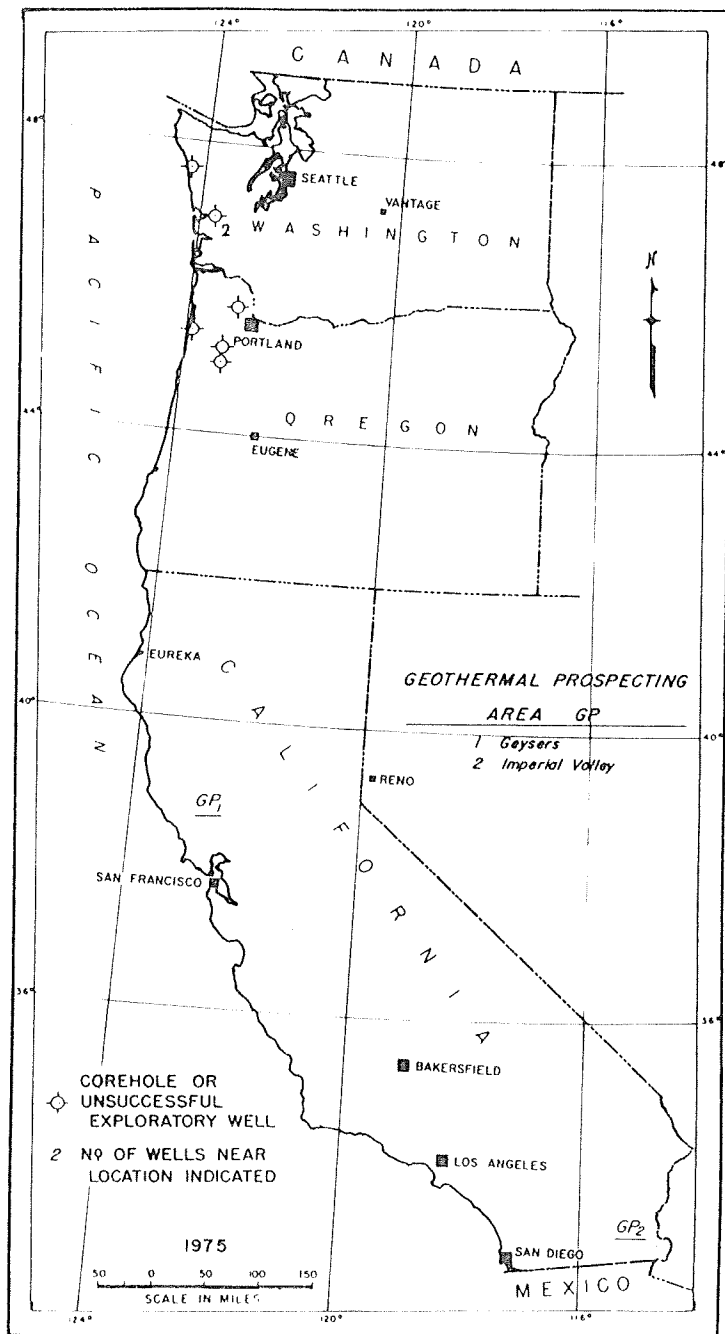 124°
120°
116°
CANADA
48°
48°
SEATTLE
VANTAGE
2
WASHINGTON
N
PORTLAND
PACIFIC OCEAN
44°
OREGON
EUGENE
44°
EUREKA
CALIFORNIA
GEOTHERMAL PROSPECTING
AREA GP
1 Geysers
2 Imperial Valley
40°
40°
RENO
GP1
SAN FRANCISCO
36°
36°
BAKERSFIELD
COREHOLE OR
UNSUCCESSFUL
EXPLORATORY WELL
2 Nº OF WELLS NEAR
LOCATION INDICATED
LOS ANGELES
GP2
1975
SAN DIEGO
50 0 50 100 150
MEXICO
SCALE IN MILES
124°
120°
116°